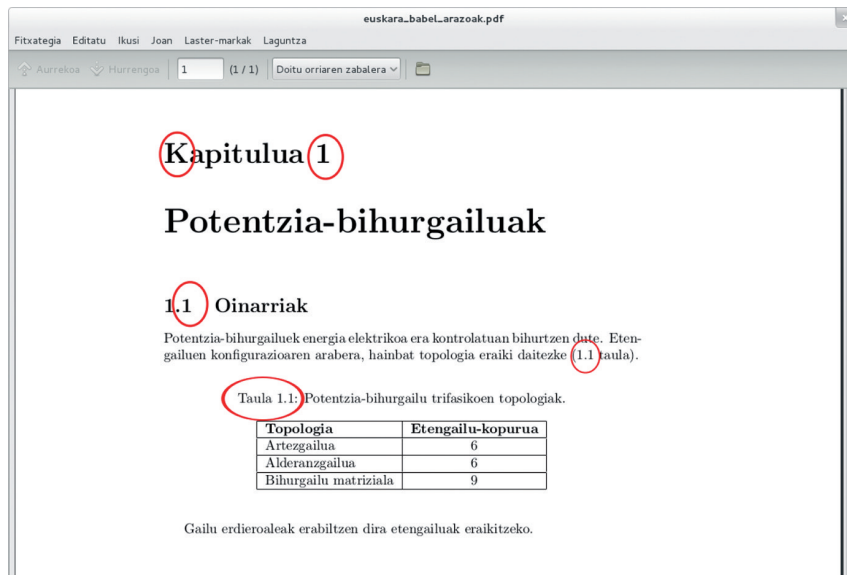 euskara_babel_arazoak.pdf
Fitxategia Editatu Ikusi Joan Laster-markak Laguntza
Aurrekoa Hurrengoa 1 (1 / 1) Doitu orriaren zabalera
Kapitulua 1
Potentzia-bihurgailuak
1.1 Oinarriak
Potentzia-bihurgailuek energia elektrikoa era kontrolatuan bihurtzen dute. Eten-
gailuen konfigurazioaren arabera, hainbat topologia eraiki daitezke (1.1 taula).
Taula 1.1: Potentzia-bihurgailu trifasikoen topologiak.
Topologia Etengailu-kopurua
Artezgailua 6
Alderanzgailua 6
Bihurgailu matriziala 9
Gailu erdieroaleak erabiltzen dira etengailuak eraikitzeko.